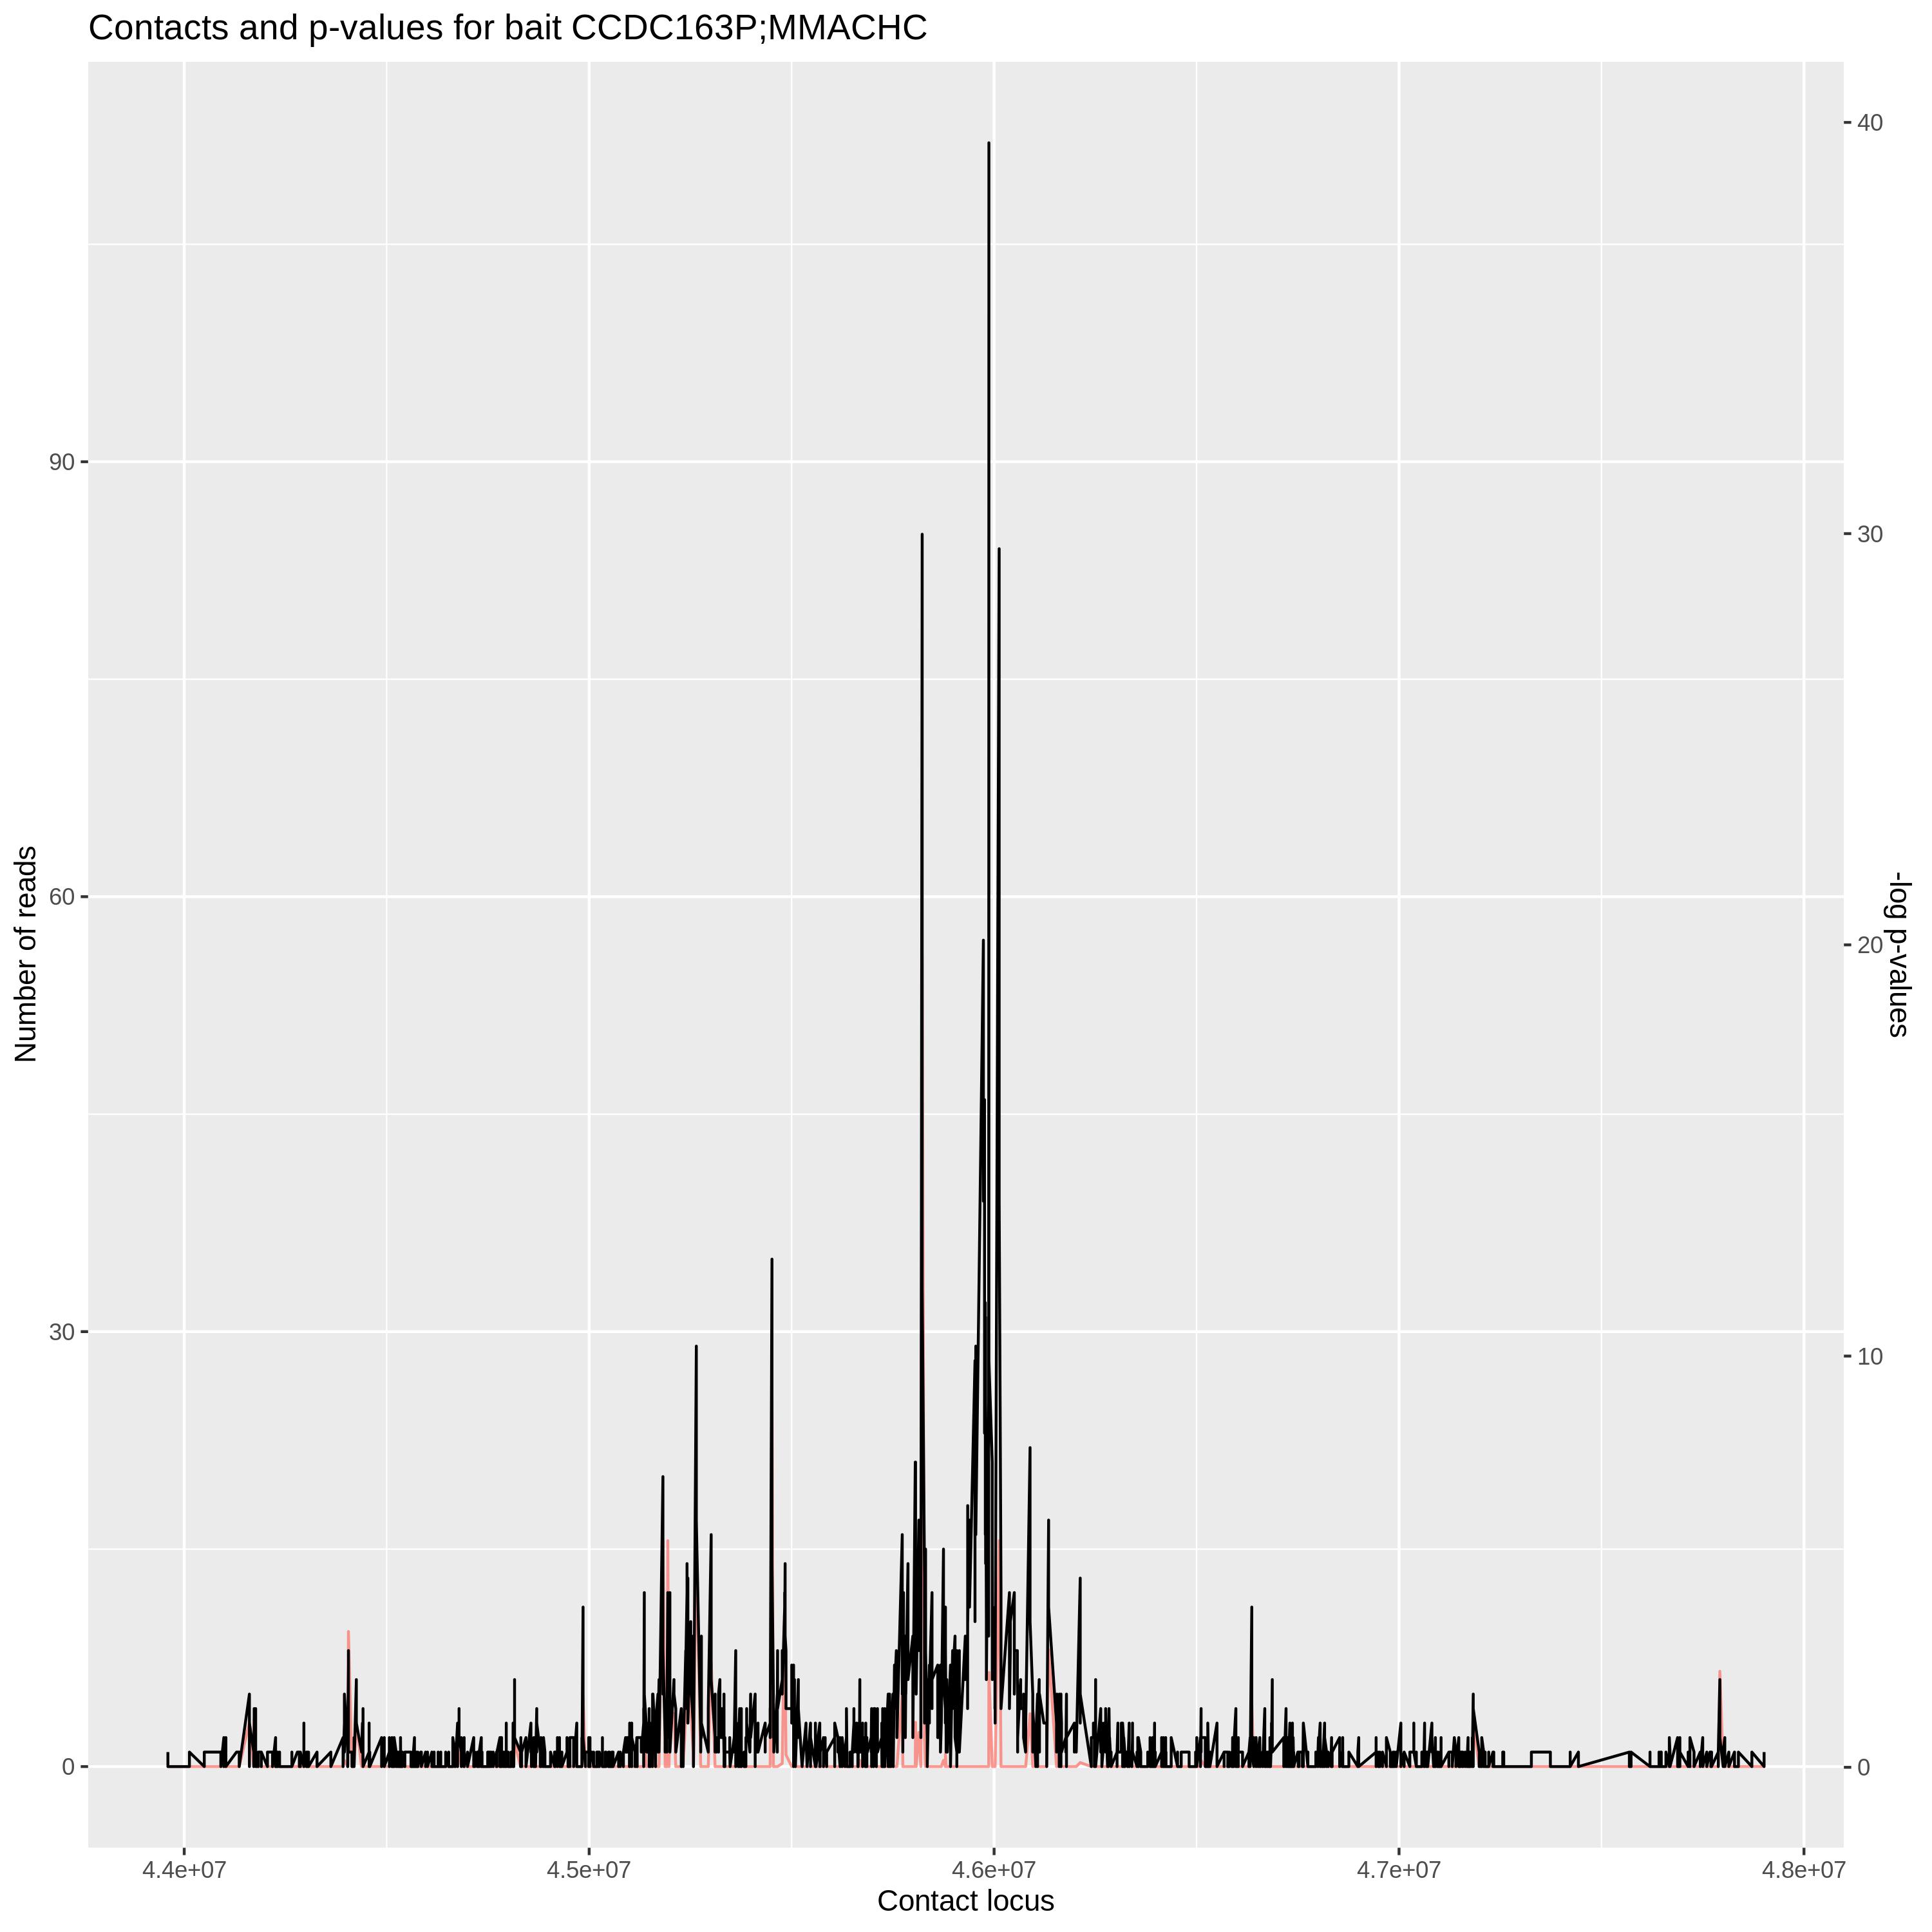 Contacts and p-values for bait CCDC163P;MMACHC
40
90
30
60
20
30
10
0
0
Number of reads
-log p-values
4.4e+07
4.5e+07
4.6e+07
4.7e+07
4.8e+07
Contact locus